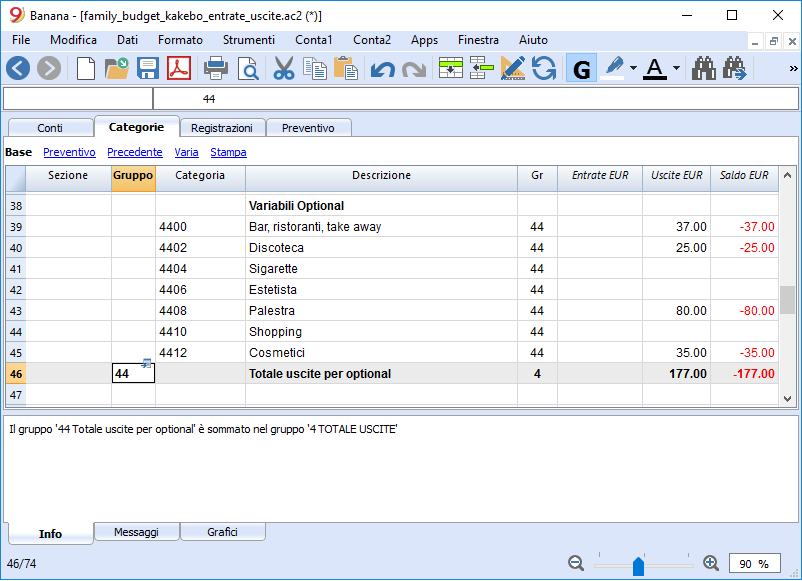 Banana - [family_budget_kakebo_entrate_uscite.ac2 (*)]
File Modifica Dati Formato Strumenti Conta1 Conta2 Apps Finestra Aiuto
G A »
44
Conti Categorie Registrazioni Preventivo
Base Preventivo Precedente Varia Stampa
Sezione Gruppo Categoria Descrizione Gr Entrate EUR Uscite EUR Saldo EUR
38 Variabili Optional
39 4400 Bar, ristoranti, take away 44 37.00 -37.00
40 4402 Discoteca 44 25.00 -25.00
41 4404 Sigarette 44
42 4406 Estetista 44
43 4408 Palestra 44 80.00 -80.00
44 4410 Shopping 44
45 4412 Cosmetici 44 35.00 -35.00
46 44 Totale uscite per optional 4 177.00 -177.00
47
Il gruppo '44 Totale uscite per optional' è sommato nel gruppo '4 TOTALE USCITE'
Info Messaggi Grafici
46/74 90 %